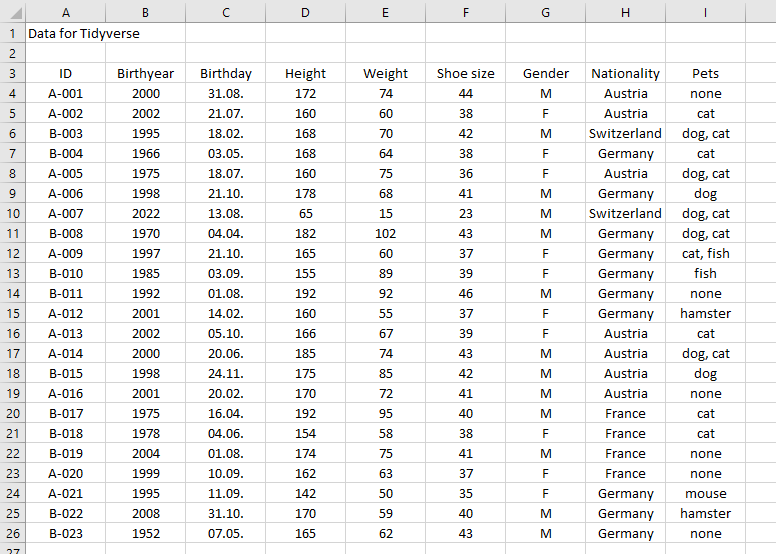 A B C D E F G H I
1 Data for Tidyverse
2
3 ID Birthyear Birthday Height Weight Shoe size Gender Nationality Pets
4 A-001 2000 31.08. 172 74 44 M Austria none
5 A-002 2002 21.07. 160 60 38 F Austria cat
6 B-003 1995 18.02. 168 70 42 M Switzerland dog, cat
7 B-004 1966 03.05. 168 64 38 F Germany cat
8 A-005 1975 18.07. 160 75 36 F Austria dog, cat
9 A-006 1998 21.10. 178 68 41 M Germany dog
10 A-007 2022 13.08. 65 15 23 M Switzerland dog, cat
11 B-008 1970 04.04. 182 102 43 M Germany dog, cat
12 A-009 1997 21.10. 165 60 37 F Germany cat, fish
13 B-010 1985 03.09. 155 89 39 F Germany fish
14 B-011 1992 01.08. 192 92 46 M Germany none
15 A-012 2001 14.02. 160 55 37 F Germany hamster
16 A-013 2002 05.10. 166 67 39 F Austria cat
17 A-014 2000 20.06. 185 74 43 M Austria dog, cat
18 B-015 1998 24.11. 175 85 42 M Austria dog
19 A-016 2001 20.02. 170 72 41 M Austria none
20 B-017 1975 16.04. 192 95 40 M France cat
21 B-018 1978 04.06. 154 58 38 F France cat
22 B-019 2004 01.08. 174 75 41 M France none
23 A-020 1999 10.09. 162 63 37 F France none
24 A-021 1995 11.09. 142 50 35 F Germany mouse
25 B-022 2008 31.10. 170 59 40 M Germany hamster
26 B-023 1952 07.05. 165 62 43 M Germany none
27